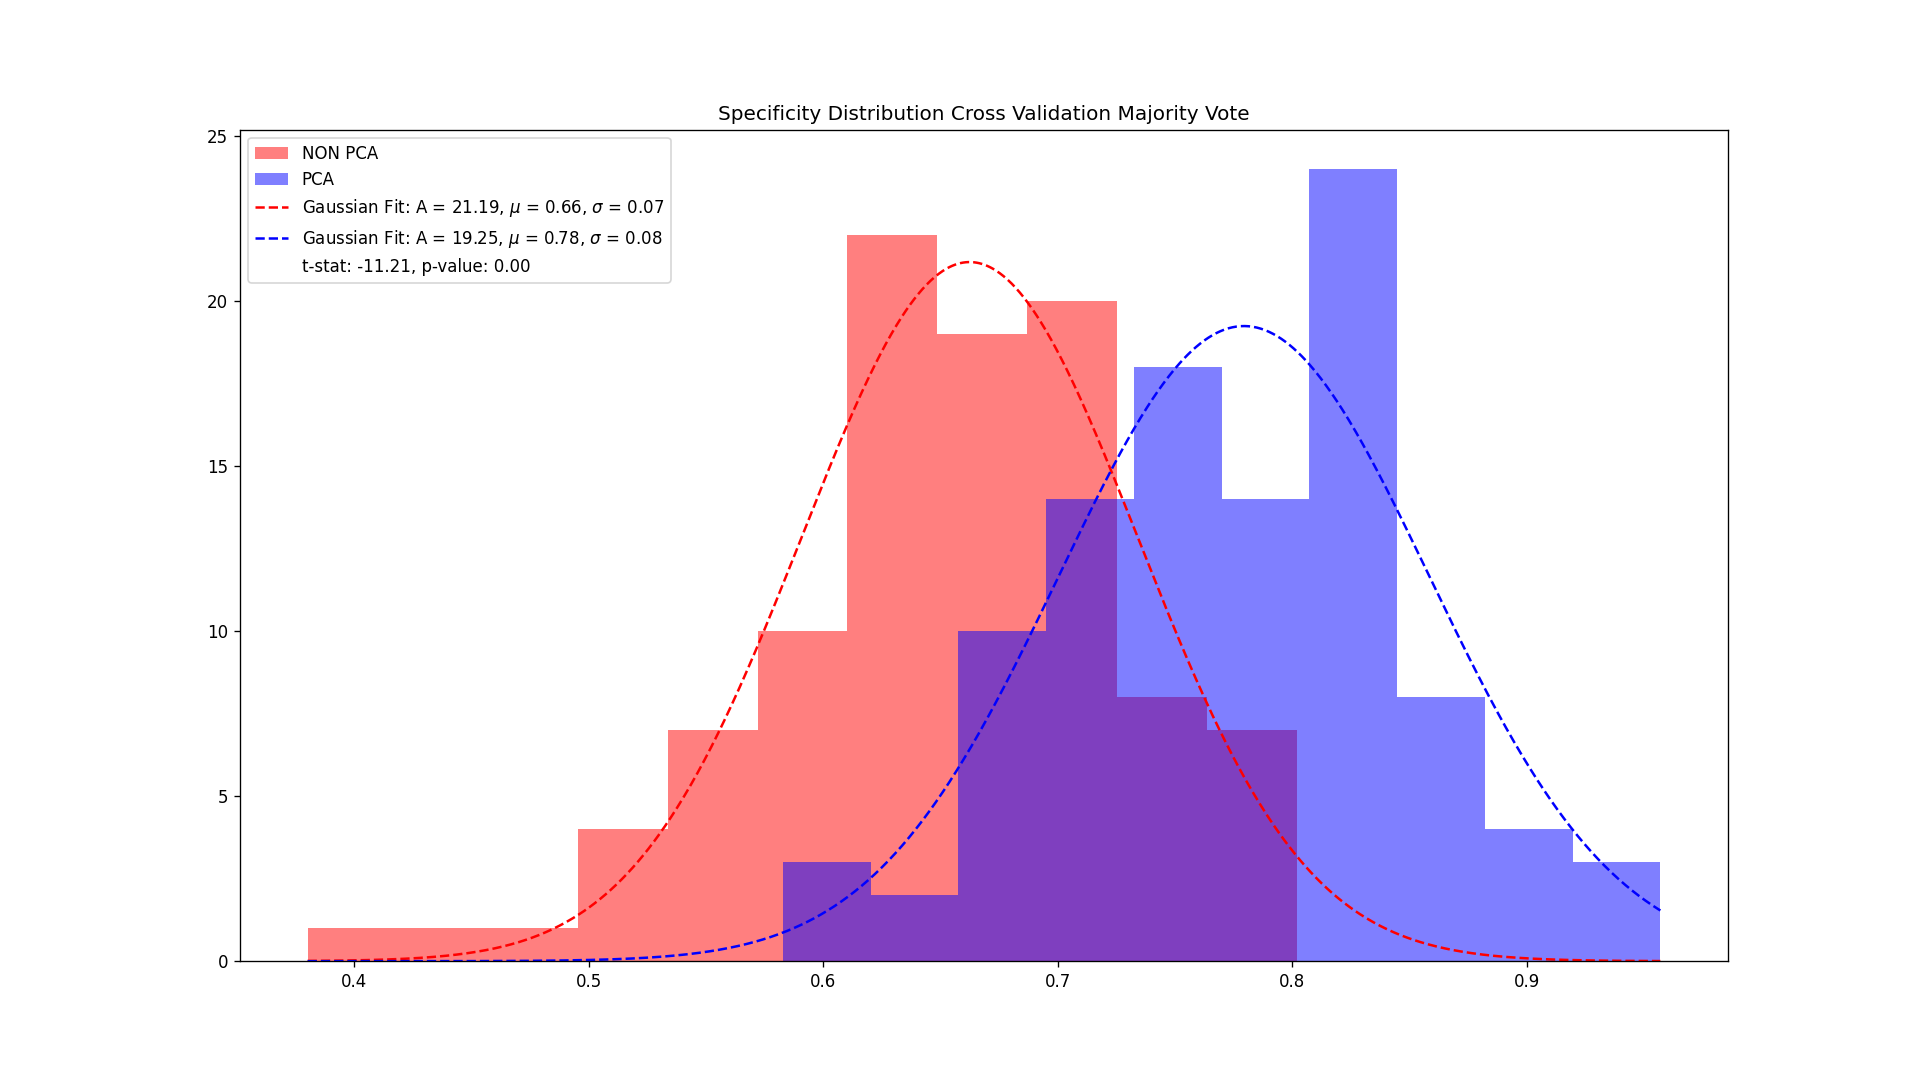 Specificity Distribution Cross Validation Majority Vote
25
20
15
10
5
0
NON PCA
PCA
Gaussian Fit: A = 21.19, μ = 0.66, σ = 0.07
Gaussian Fit: A = 19.25, μ = 0.78, σ = 0.08
t-stat: -11.21, p-value: 0.00
0.4 0.5 0.6 0.7 0.8 0.9